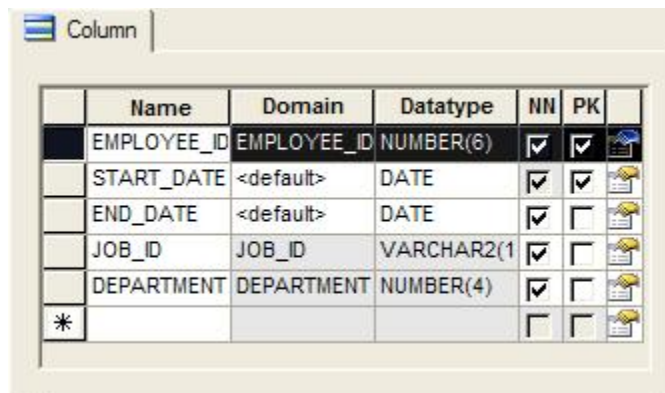 Column
Name Domain Datatype NN PK
EMPLOYEE_ID EMPLOYEE_ID NUMBER(6)
START_DATE <default> DATE
END_DATE <default> DATE
JOB_ID JOB_ID VARCHAR2(1
DEPARTMENT DEPARTMENT NUMBER(4)
*